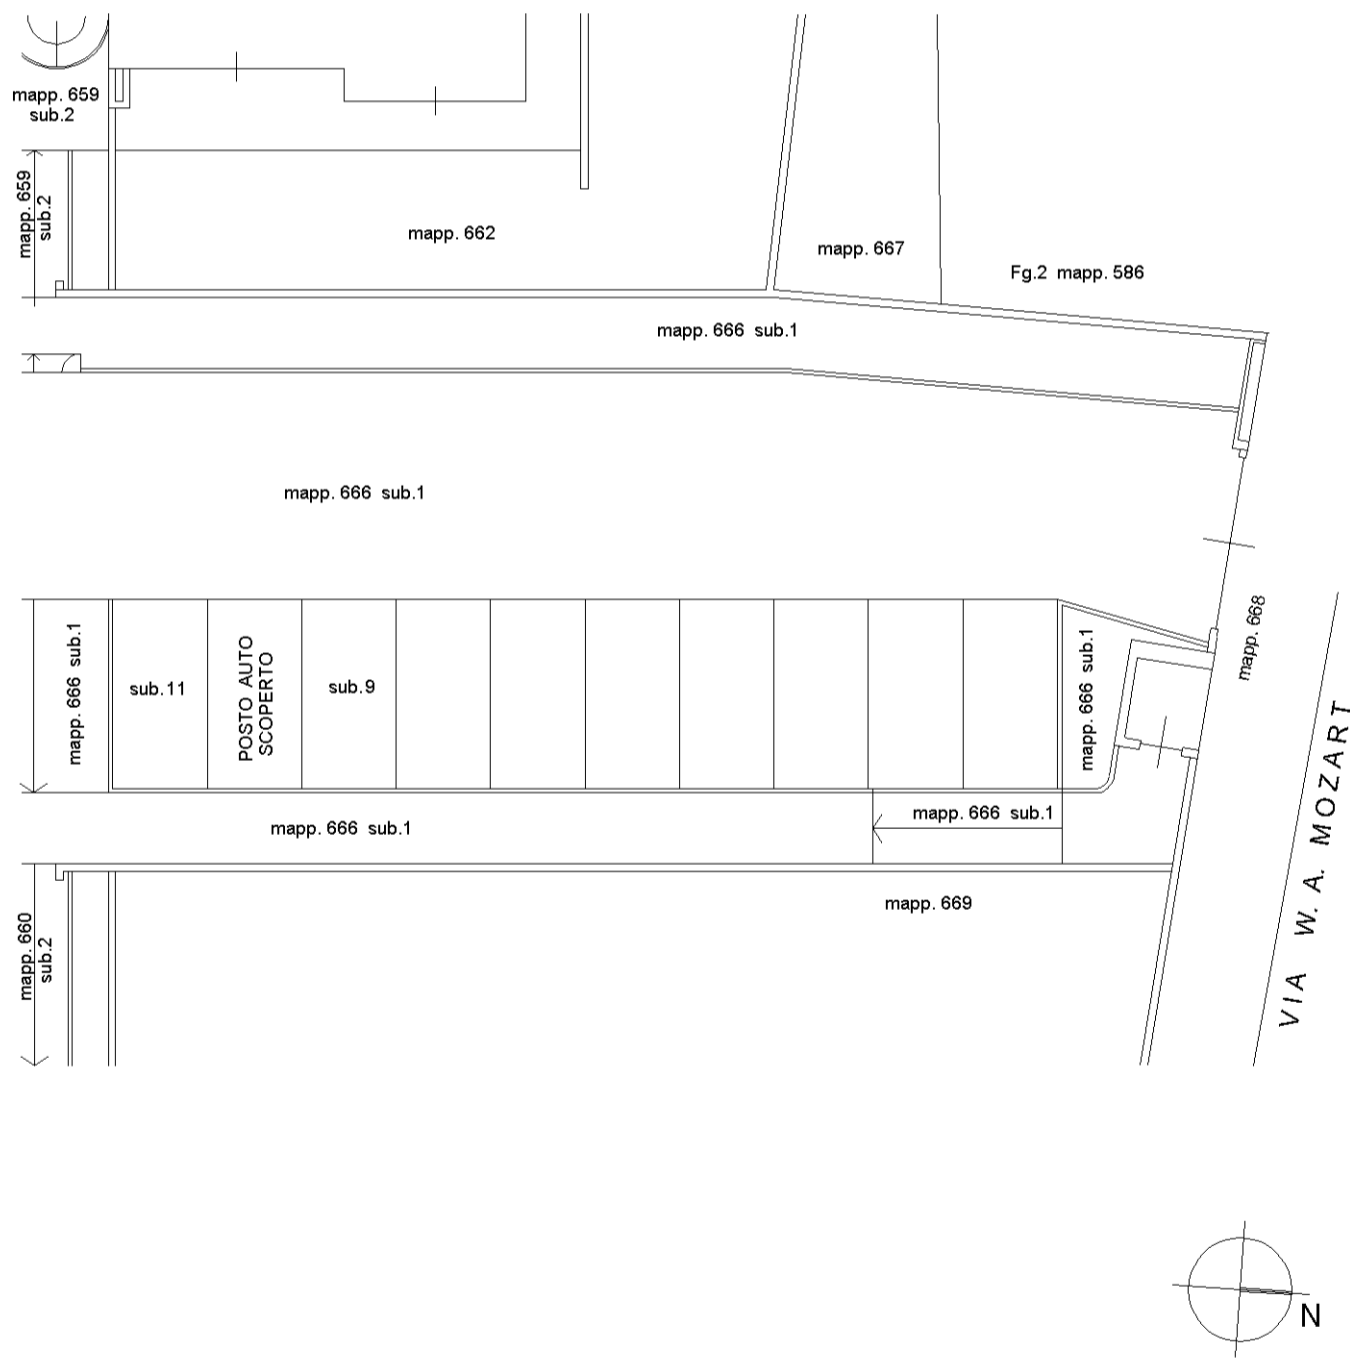 mapp. 659
sub.2
mapp. 659
sub.2
mapp. 662
mapp. 667
Fg.2 mapp. 586
mapp. 666 sub.1
mapp. 666 sub.1
mapp. 668
mapp. 666 sub.1
sub.11
POSTO AUTO
SCOPERTO
sub.9
mapp. 666 sub.1
mapp. 666 sub.1
mapp. 666 sub.1
VIA W. A. MOZART
mapp. 669
mapp. 660
sub.2
N